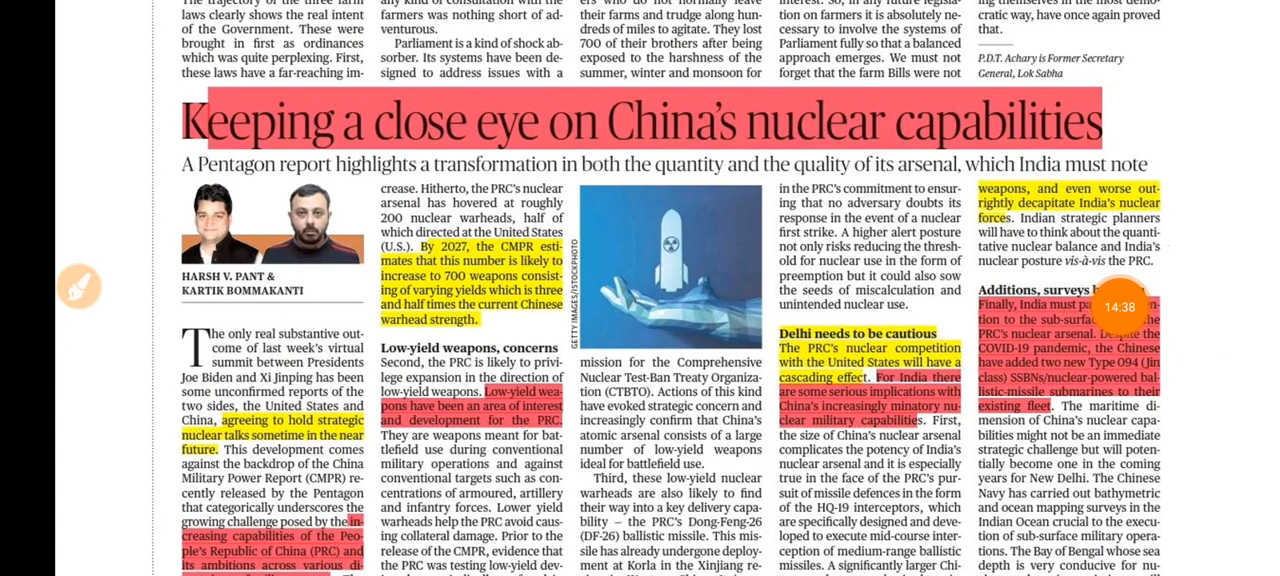 The trajectory of the three farm
laws clearly shows the real intent
of the Government. These were
brought in first as ordinances
which was quite perplexing. First,
these laws have a far-reaching im-
any kind of consultation with the
farmers was nothing short of ad-
venturous.
Parliament is a kind of shock ab-
sorber. Its systems have been de-
signed to address issues with a
ers who do not normally leave
their farms and trudge along hun-
dreds of miles to agitate. They lost
700 of their brothers after being
exposed to the harshness of the
summer, winter and monsoon for
interest. So, in any future legisla-
tion on farmers it is absolutely ne-
cessary to involve the systems of
Parliament fully so that a balanced
approach emerges. We must not
forget that the farm Bills were not
ing themselves in the most demo-
cratic way, have once again proved
that.
P.D.T. Achary is Former Secretary
General, Lok Sabha
Keeping a close eye on China's nuclear capabilities
A Pentagon report highlights a transformation in both the quantity and the quality of its arsenal, which India must note
HARSH V. PANT &
KARTIK BOMMAKANTI
The only real substantive out-
come of last week's virtual
summit between Presidents
Joe Biden and Xi Jinping has been
some unconfirmed reports of the
two sides, the United States and
China, agreeing to hold strategic
nuclear talks sometime in the near
future. This development comes
against the backdrop of the China
Military Power Report (CMPR) re-
cently released by the Pentagon
that categorically underscores the
growing challenge posed by the in-
creasing capabilities of the Peo-
ple's Republic of China (PRC) and
its ambitions across various di-
crease. Hitherto, the PRC's nuclear
arsenal has hovered at roughly
200 nuclear warheads, half of
which directed at the United States
(U.S.). By 2027, the CMPR esti-
mates that this number is likely to
increase to 700 weapons consist-
ing of varying yields which is three
and half times the current Chinese
warhead strength.
Low-yield weapons, concerns
Second, the PRC is likely to privi-
lege expansion in the direction of
low-yield weapons. Low-yield wea-
pons have been an area of interest
and development for the PRC.
They are weapons meant for bat-
tlefield use during conventional
military operations and against
conventional targets such as con-
centrations of armoured, artillery
and infantry forces. Lower yield
warheads help the PRC avoid caus-
ing collateral damage. Prior to the
release of the CMPR, evidence that
the PRC was testing low-yield dev-
GETTY IMAGES/ISTOCKPHOTO
mission for the Comprehensive
Nuclear Test-Ban Treaty Organiza-
tion (CTBTO). Actions of this kind
have evoked strategic concern and
increasingly confirm that China's
atomic arsenal consists of a large
number of low-yield weapons
ideal for battlefield use.
Third, these low-yield nuclear
warheads are also likely to find
their way into a key delivery capa-
bility – the PRC's Dong-Feng-26
(DF-26) ballistic missile. This mis-
sile has already undergone deploy-
ment at Korla in the Xinjiang re-
in the PRC's commitment to ensur-
ing that no adversary doubts its
response in the event of a nuclear
first strike. A higher alert posture
not only risks reducing the thresh-
old for nuclear use in the form of
preemption but it could also sow
the seeds of miscalculation and
unintended nuclear use.
Delhi needs to be cautious
The PRC's nuclear competition
with the United States will have a
cascading effect. For India there
are some serious implications with
China's increasingly minatory nu-
clear military capabilities. First,
the size of China's nuclear arsenal
complicates the potency of India's
nuclear arsenal and it is especially
true in the face of the PRC's pur-
suit of missile defences in the form
of the HQ-19 interceptors, which
are specifically designed and deve-
loped to execute mid-course inter-
ception of medium-range ballistic
missiles. A significantly larger Chi-
weapons, and even worse out-
rightly decapitate India's nuclear
forces. Indian strategic planners
will have to think about the quanti-
tative nuclear balance and India's
nuclear posture vis-à-vis the PRC.
Additions, surveys
Finally, India must
tion to the
PRC's nuclear arsenal. Despite the
COVID-19 pandemic, the Chinese
have added two new Type 094 (Jin
class) SSBNs/nuclear-powered bal-
listic-missile submarines to their
existing fleet. The maritime di-
mension of China's nuclear capa-
bilities might not be an immediate
strategic challenge but will poten-
tially become one in the coming
years for New Delhi. The Chinese
Navy has carried out bathymetric
and ocean mapping surveys in the
Indian Ocean crucial to the execu-
tion of sub-surface military opera-
tions. The Bay of Bengal whose sea
depth is very conducive for nu-
14:38